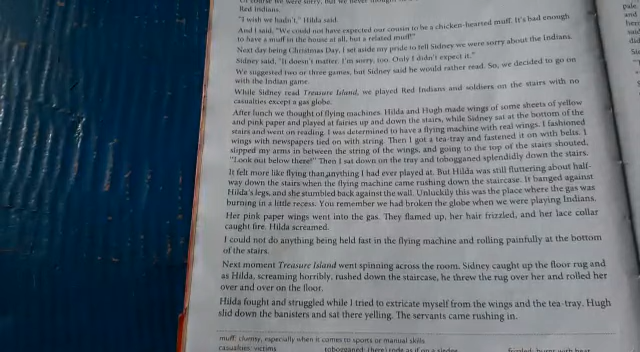 Red Indians.
"I wish we hadn't," Hilda said.
And I said, "We could not have expected our cousin to be a chicken-hearted muff. It's bad enough
to have a muff in the house at all, but a related muff!"
Next day being Christmas Day, I set aside my pride to tell Sidney we were sorry about the Indians.
Sidney said, "It doesn't matter. I'm sorry, too. Only I didn't expect it."
We suggested two or three games, but Sidney said he would rather read. So, we decided to go on
with the Indian game.
While Sidney read Treasure Island, we played Red Indians and soldiers on the stairs with no
casualties except a gas globe.
After lunch we thought of flying machines. Hilda and Hugh made wings of some sheets of yellow
and pink paper and played at fairies up and down the stairs, while Sidney sat at the bottom of the
stairs and went on reading. I was determined to have a flying machine with real wings. I fashioned
wings with newspapers tied on with string. Then I got a tea-tray and fastened it on with belts. I
slipped my arms in between the string of the wings, and going to the top of the stairs shouted,
"Look out below there!" Then I sat down on the tray and tobogganed splendidly down the stairs.
It felt more like flying than anything I had ever played at. But Hilda was still fluttering about half-
way down the stairs when the flying machine came rushing down the staircase. It banged against
Hilda's legs, and she stumbled back against the wall. Unluckily this was the place where the gas was
burning in a little recess. You remember we had broken the globe when we were playing Indians.
Her pink paper wings went into the gas. They flamed up, her hair frizzled, and her lace collar
caught fire. Hilda screamed.
I could not do anything being held fast in the flying machine and rolling painfully at the bottom
of the stairs.
Next moment Treasure Island went spinning across the room. Sidney caught up the floor rug and
as Hilda, screaming horribly, rushed down the staircase, he threw the rug over her and rolled her
over and over on the floor.
Hilda fought and struggled while I tried to extricate myself from the wings and the tea-tray. Hugh
slid down the banisters and sat there yelling. The servants came rushing in.
muff: clumsy, especially when it comes to sports or manual skills
casualties: victims